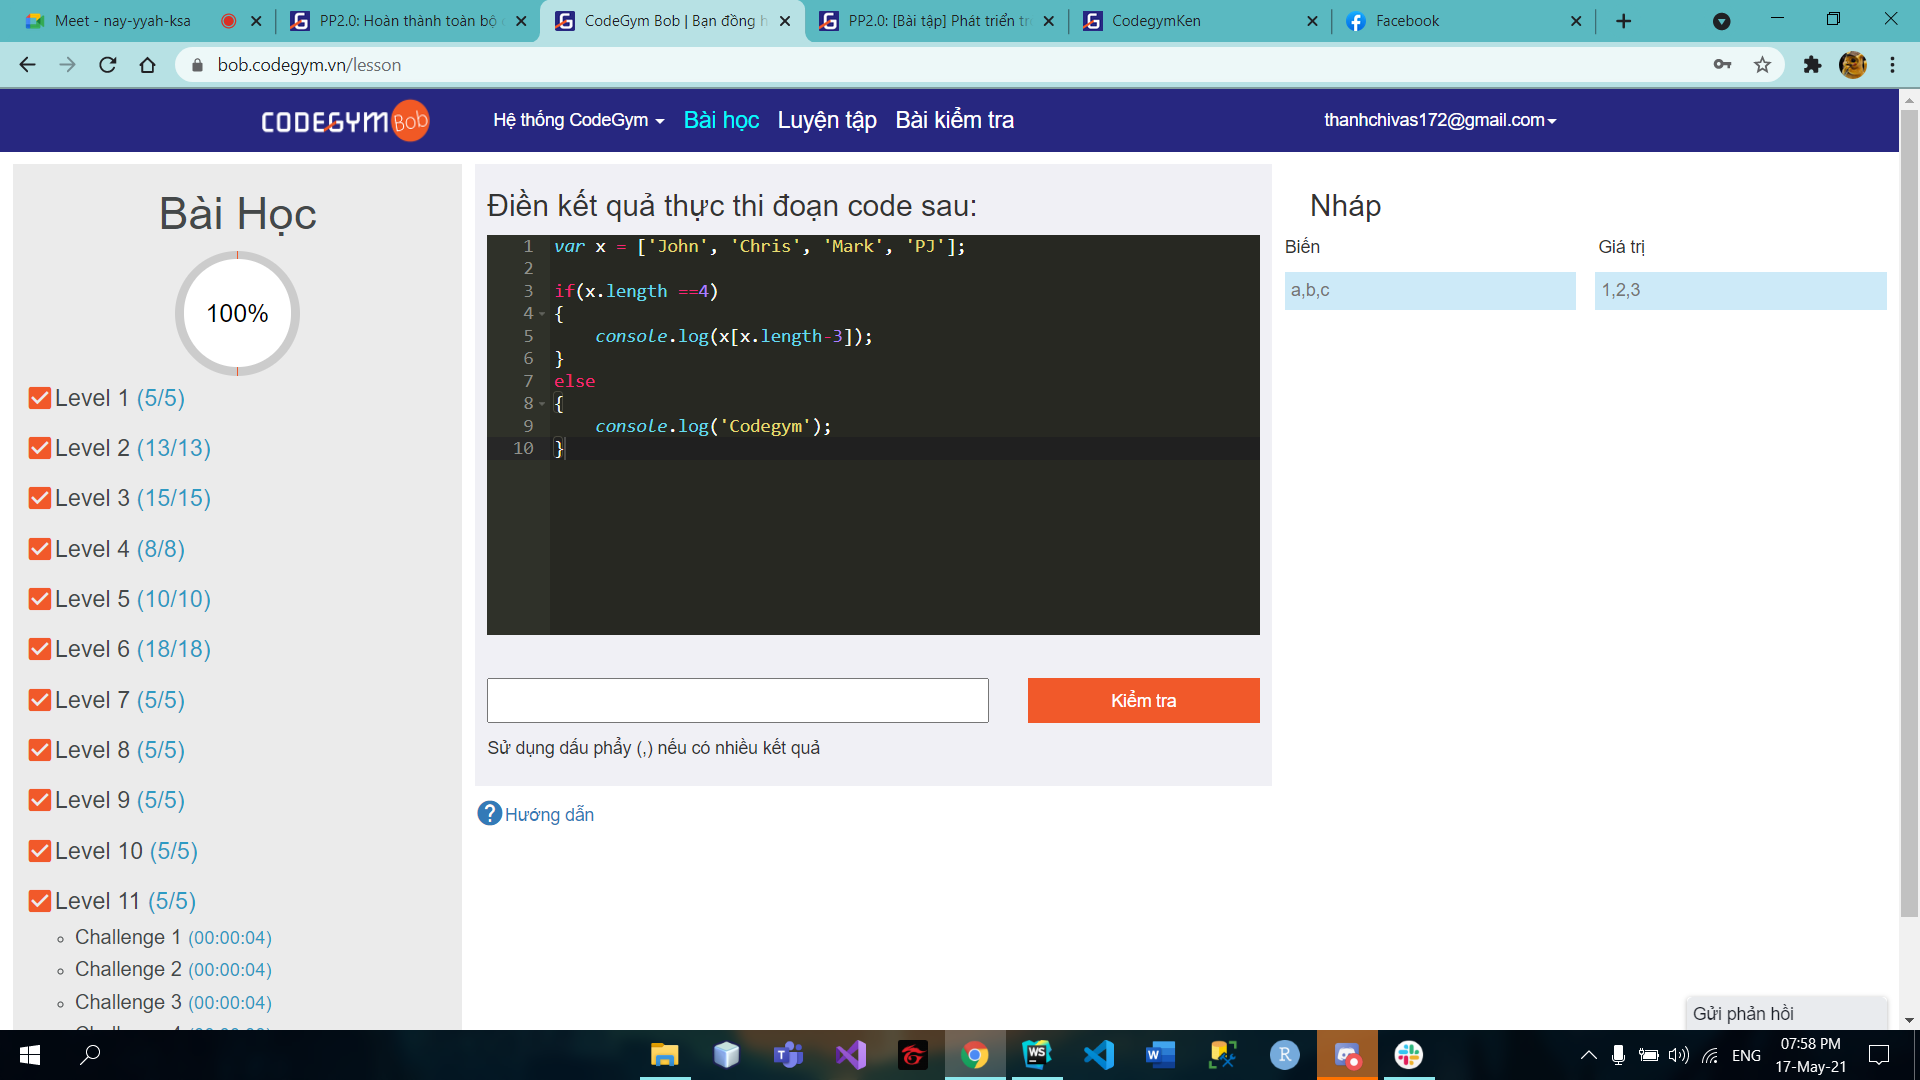 Meet - nay-yyah-ksa
PP2.0: Hoàn thành toàn bộ
CodeGym Bob | Bạn đồng h
PP2.0: [Bài tập] Phát triển tr
CodegymKen
Facebook
bob.codegym.vn/lesson
CODEGYM Bob
Hệ thống CodeGym
Bài học
Luyện tập
Bài kiểm tra
thanhchivas172@gmail.com
Bài Học
100%
Level 1 (5/5)
Level 2 (13/13)
Level 3 (15/15)
Level 4 (8/8)
Level 5 (10/10)
Level 6 (18/18)
Level 7 (5/5)
Level 8 (5/5)
Level 9 (5/5)
Level 10 (5/5)
Level 11 (5/5)
Challenge 1 (00:00:04)
Challenge 2 (00:00:04)
Challenge 3 (00:00:04)
Điền kết quả thực thi đoạn code sau:
1 var x = ['John', 'Chris', 'Mark', 'PJ'];
2
3 if(x.length ==4)
4 {
5 console.log(x[x.length-3]);
6 }
7 else
8 {
9 console.log('Codegym');
10 }
Kiểm tra
Sử dụng dấu phẩy (,) nếu có nhiều kết quả
Hướng dẫn
Nháp
Biến
Giá trị
a,b,c
1,2,3
Gửi phản hồi
WS
R
ENG
07:58 PM
17-May-21